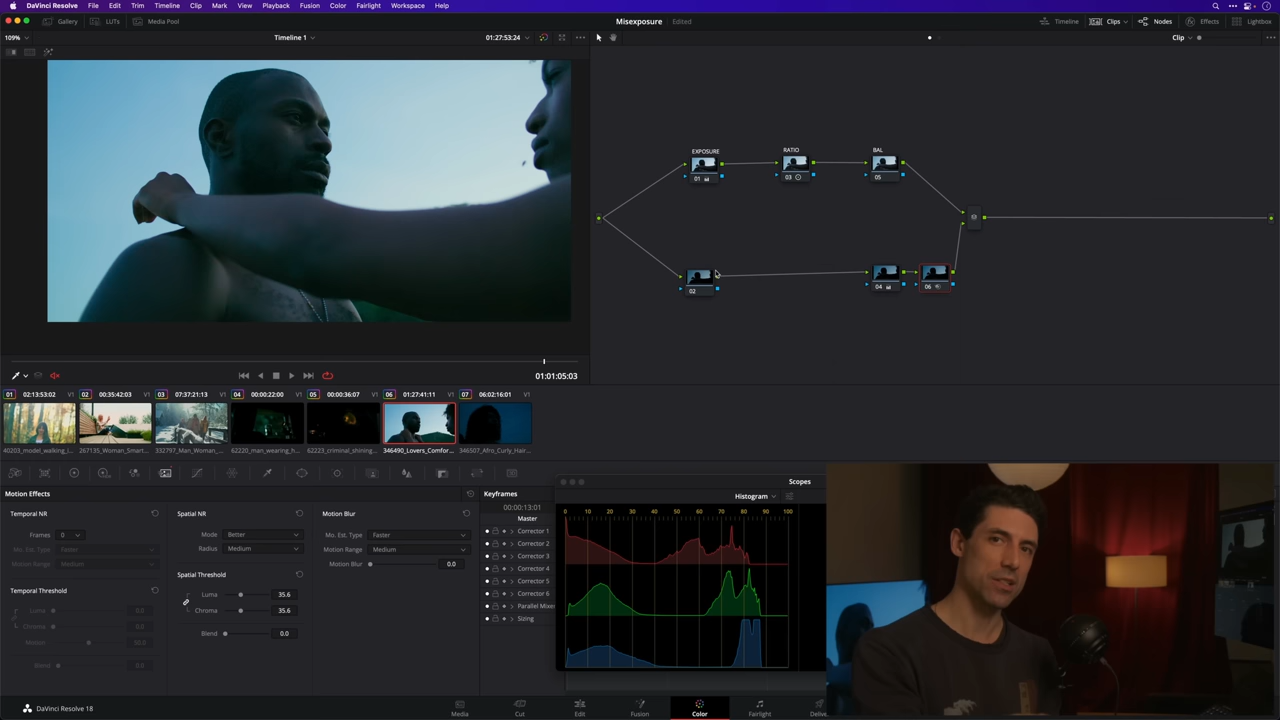 DaVinci Resolve File Edit Trim Timeline Clip Mark View Playback Fusion Color Fairlight Workspace Help
Gallery LUTs Media Pool Misexposure Edited Timeline Clips Nodes Effects Lightbox
109% Timeline 1 01:27:53:24 Clip
EXPOSURE RATIO BAL
01 03 05
02 04 06
01:01:05:03
01 02:13:53:02 V1 02 00:35:42:03 V1 03 07:37:21:13 V1 04 00:00:22:00 V1 05 00:00:36:07 V1 06 01:27:41:11 V1 07 06:02:16:01 V1
40203_model_walking_i... 267135_Woman_Smart... 332797_Man_Woman_... 62220_man_wearing_h... 62223_criminal_shining... 346490_Lovers_Comfor... 346507_Afro_Curly_Hair...
Motion Effects
Temporal NR
Frames 0
Mo. Est. Type Faster
Motion Range Medium
Temporal Threshold
Luma 0.0
Chroma 0.0
Motion 50.0
Blend 0.0
Spatial NR
Mode Better
Radius Medium
Spatial Threshold
Luma 35.6
Chroma 35.6
Blend 0.0
Motion Blur
Mo. Est. Type Faster
Motion Range Medium
Motion Blur 0.0
Keyframes
00:00:13:01
Master
Corrector 1
Corrector 2
Corrector 3
Corrector 4
Corrector 5
Corrector 6
Parallel Mixe
Sizing
Scopes
Histogram
0 10 20 30 40 50 60 70 80 90 100
DaVinci Resolve 18 Media Cut Edit Fusion Color Fairlight Delive